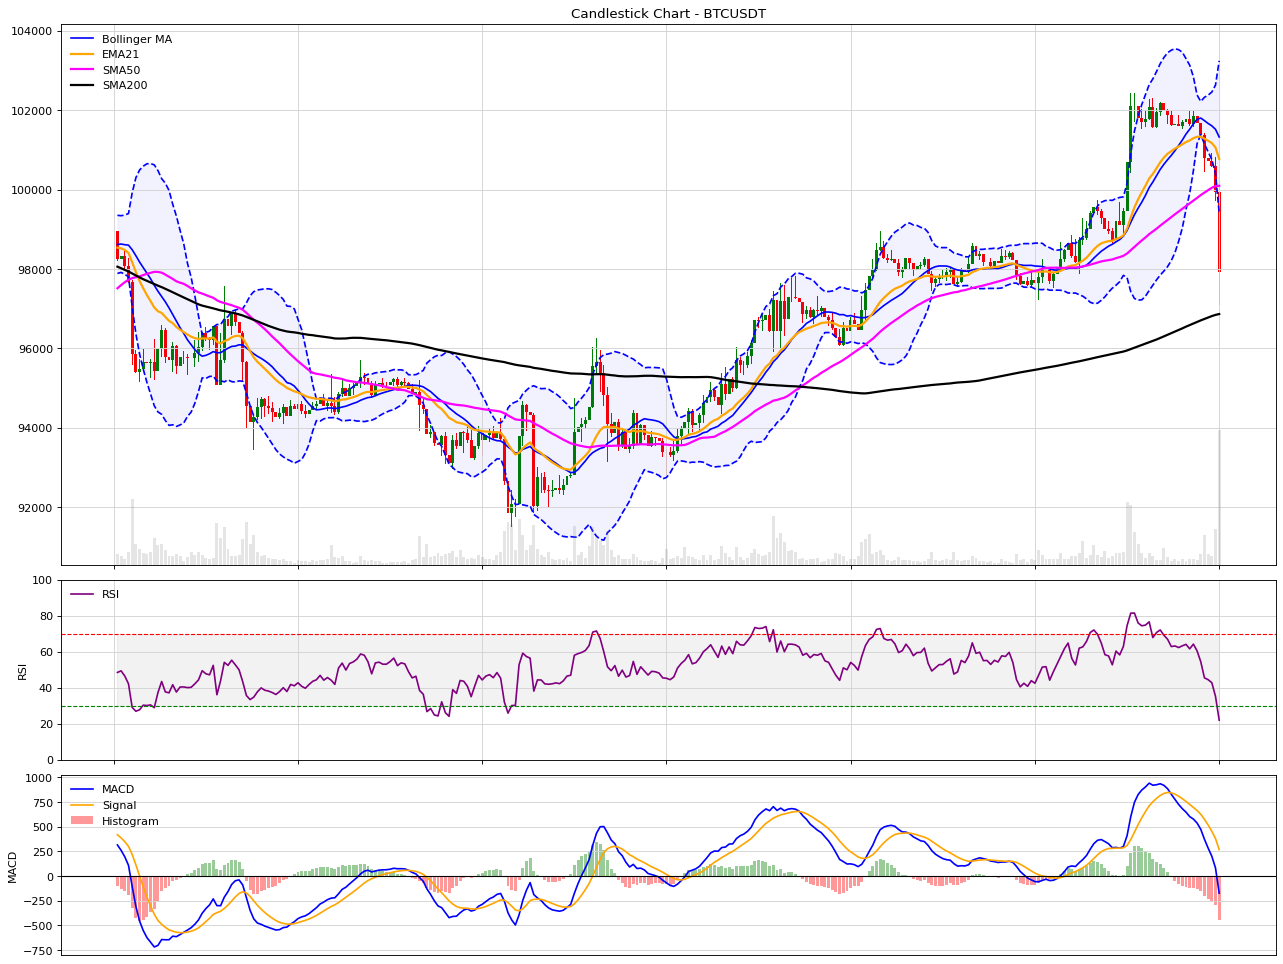 Candlestick Chart - BTCUSDT
104000
102000
100000
98000
96000
94000
92000
Bollinger MA
EMA21
SMA50
SMA200
100
80
60
40
20
0
RSI
RSI
1000
750
500
250
0
−250
−500
−750
MACD
MACD
Signal
Histogram